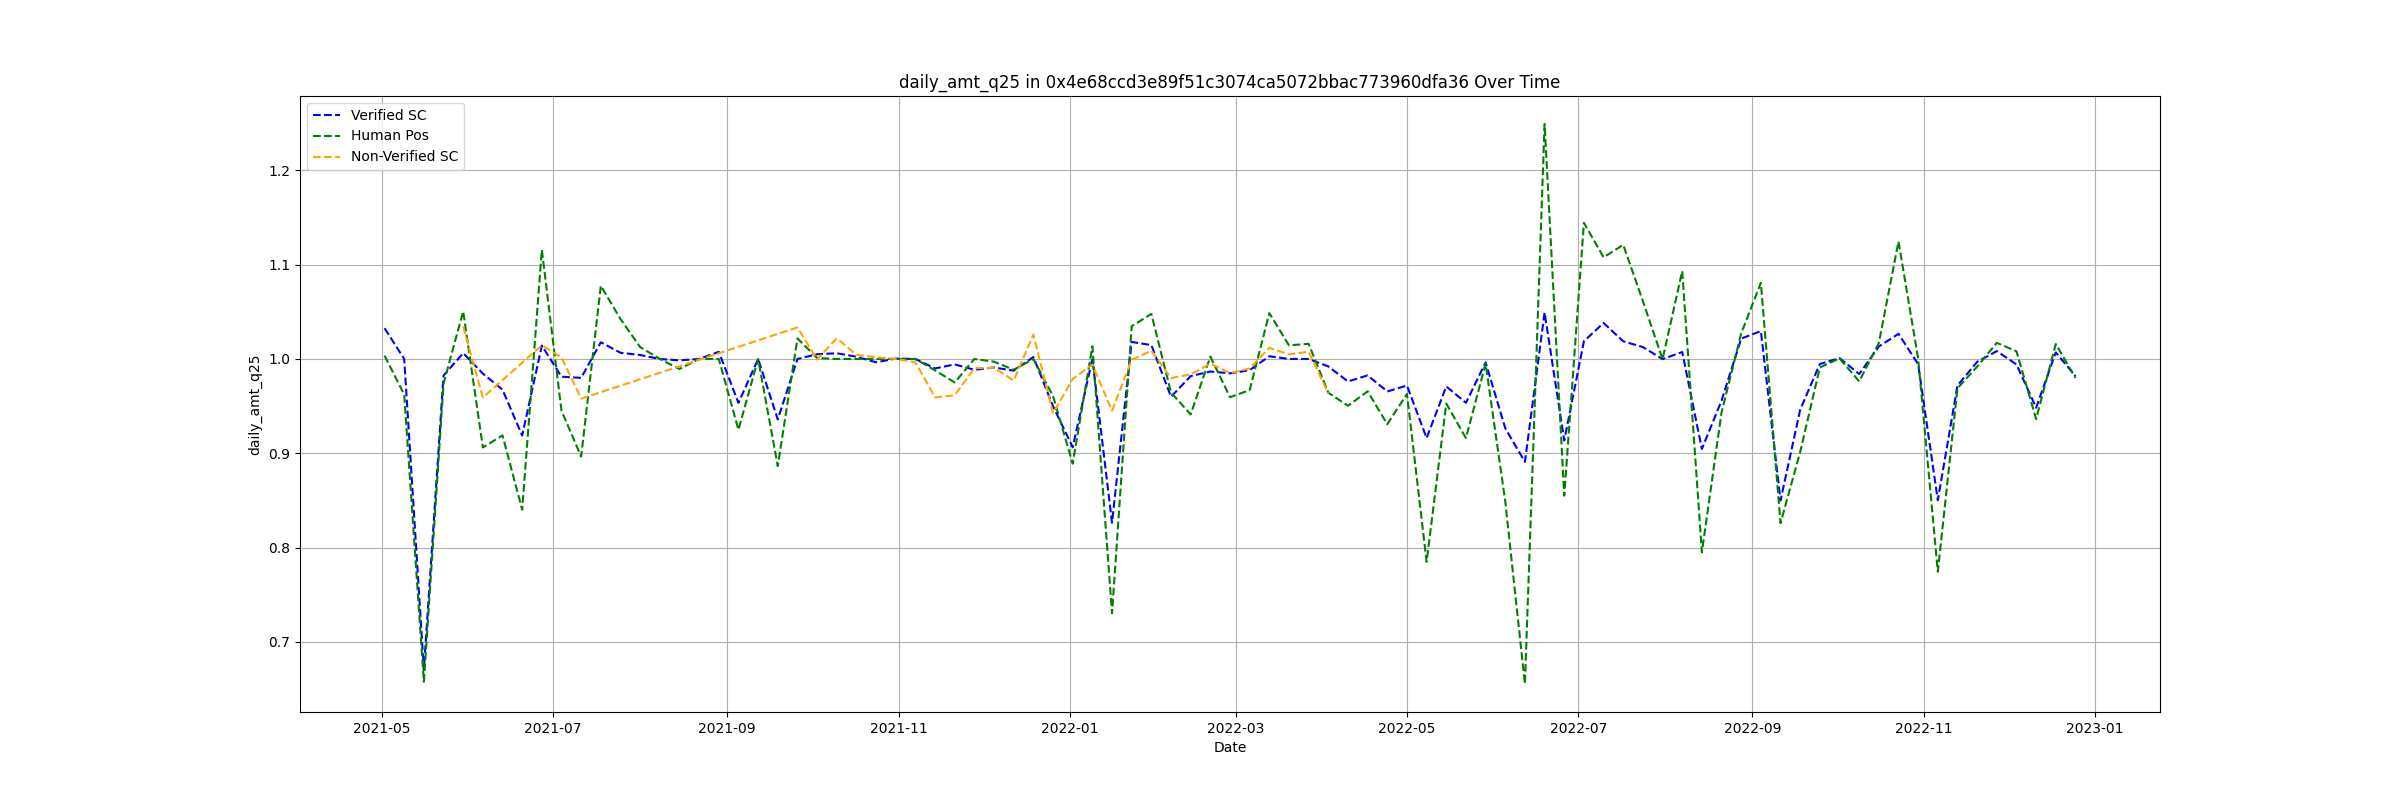 daily_amt_q25 in 0x4e68ccd3e89f51c3074ca5072bbac773960dfa36 Over Time
Verified SC
Human Pos
Non-Verified SC
daily_amt_q25
1.2
1.1
1.0
0.9
0.8
0.7
2021-05
2021-07
2021-09
2021-11
2022-01
2022-03
2022-05
2022-07
2022-09
2022-11
2023-01
Date